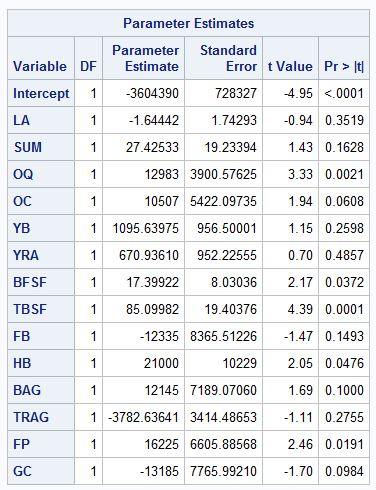 Parameter Estimates
Variable DF Parameter Estimate Standard Error t Value Pr > |t|
Intercept 1 -3604390 728327 -4.95 <.0001
LA 1 -1.64442 1.74293 -0.94 0.3519
SUM 1 27.42533 19.23394 1.43 0.1628
OQ 1 12983 3900.57625 3.33 0.0021
OC 1 10507 5422.09735 1.94 0.0608
YB 1 1095.63975 956.50001 1.15 0.2598
YRA 1 670.93610 952.22555 0.70 0.4857
BFSF 1 17.39922 8.03036 2.17 0.0372
TBSF 1 85.09982 19.40376 4.39 0.0001
FB 1 -12335 8365.51226 -1.47 0.1493
HB 1 21000 10229 2.05 0.0476
BAG 1 12145 7189.07060 1.69 0.1000
TRAG 1 -3782.63641 3414.48653 -1.11 0.2755
FP 1 16225 6605.88568 2.46 0.0191
GC 1 -13185 7765.99210 -1.70 0.0984